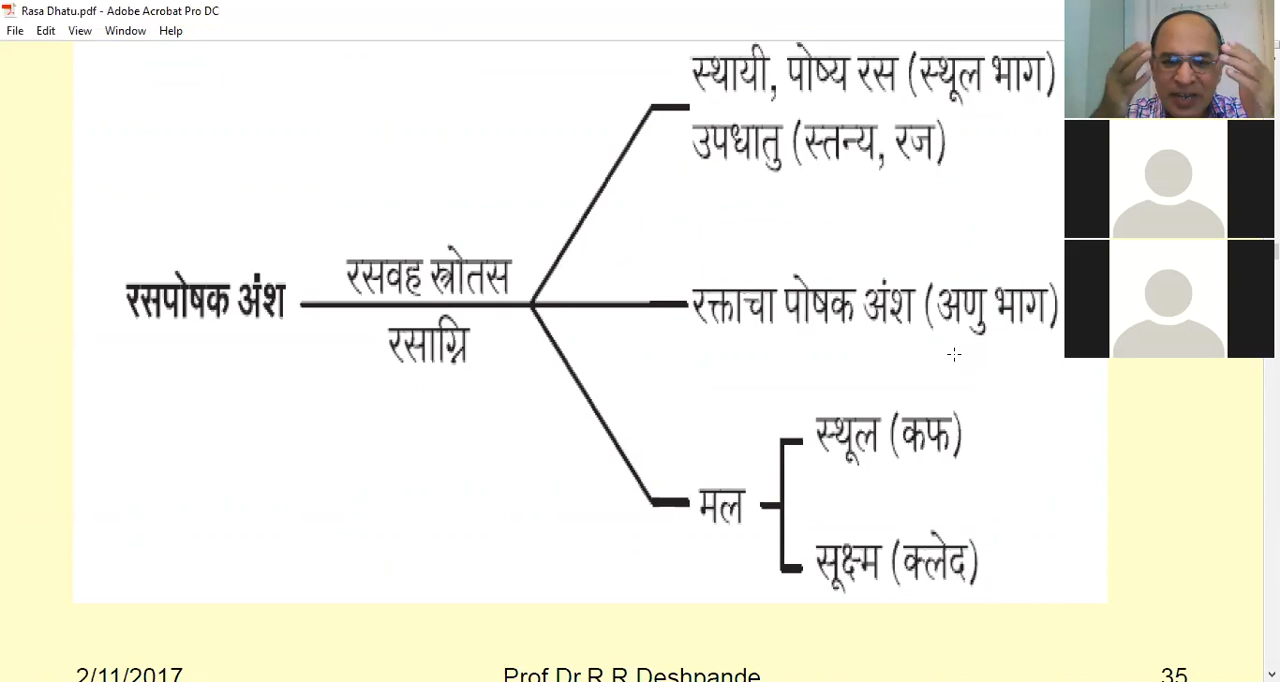 Rasa Dhatu.pdf - Adobe Acrobat Pro DC
File Edit View Window Help
स्थायी, पोष्य रस (स्थूल भाग)
उपधातु (स्तन्य, रज)
रसपोषक अंश
रसवह स्त्रोतस
रसाग्नि
रक्ताचा पोषक अंश (अणु भाग)
मल
स्थूल (कफ)
सूक्ष्म (क्लेद)
2/11/2017 Prof.Dr.R.R.Deshpande 35